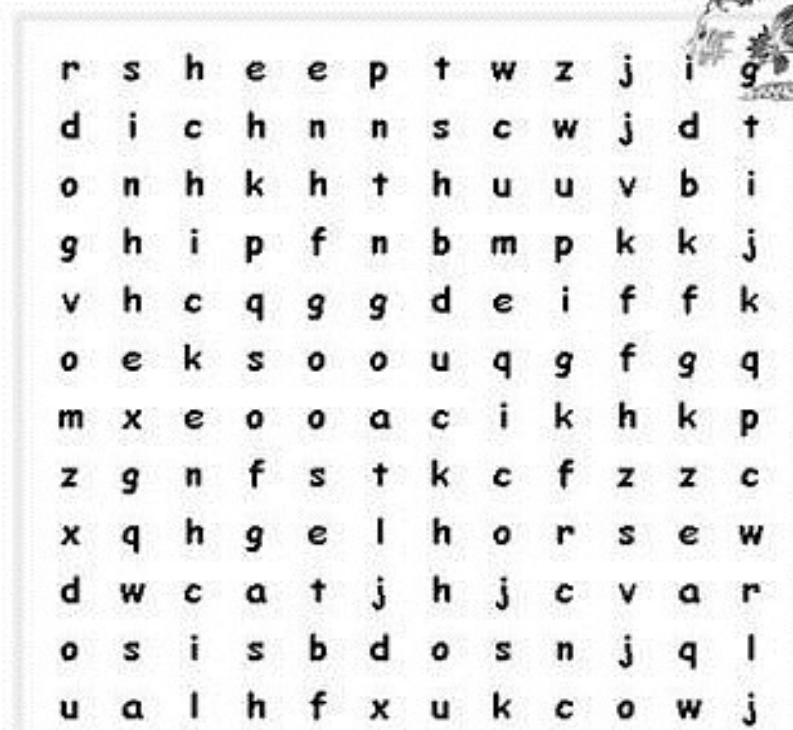 r s h e e p t w z j i g
d i c h n n s c w j d t
o n h k h t h u u v b i
g h i p f n b m p k k j
v h c q g g d e i f f k
o e k s o o u q g f g q
m x e o o a c i k h k p
z g n f s t k c f z z c
x q h g e l h o r s e w
d w c a t j h j c v a r
o s i s b d o s n j q l
u a l h f x u k c o w j